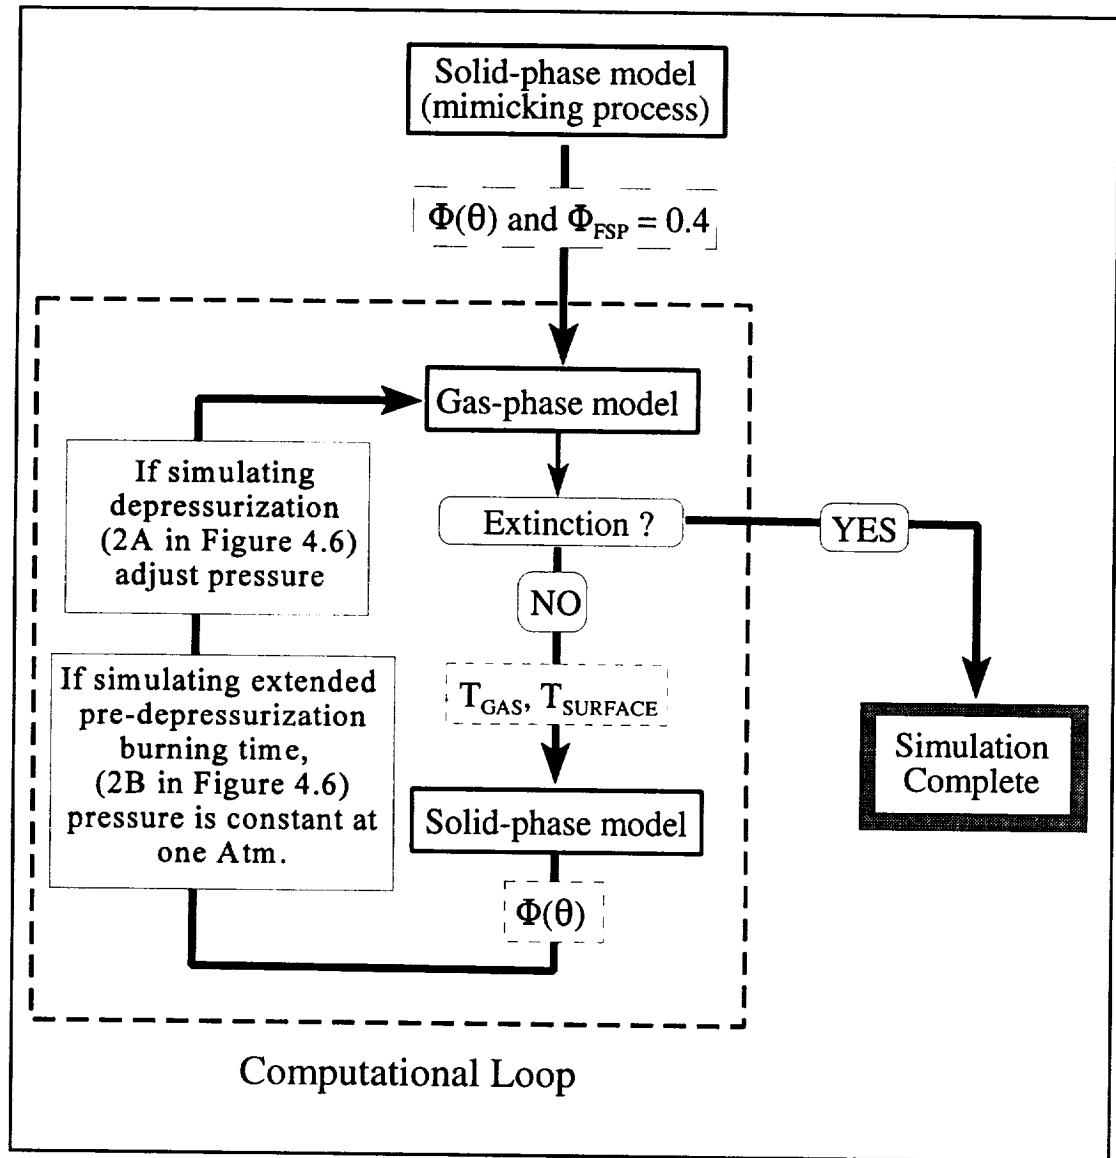 Solid-phase model
(mimicking process)
Φ(θ) and Φ_FSP = 0.4
Gas-phase model
If simulating
depressurization
(2A in Figure 4.6)
adjust pressure
Extinction ?
YES
NO
If simulating extended
pre-depressurization
burning time,
(2B in Figure 4.6)
pressure is constant at
one Atm.
T_GAS, T_SURFACE
Simulation
Complete
Solid-phase model
Φ(θ)
Computational Loop